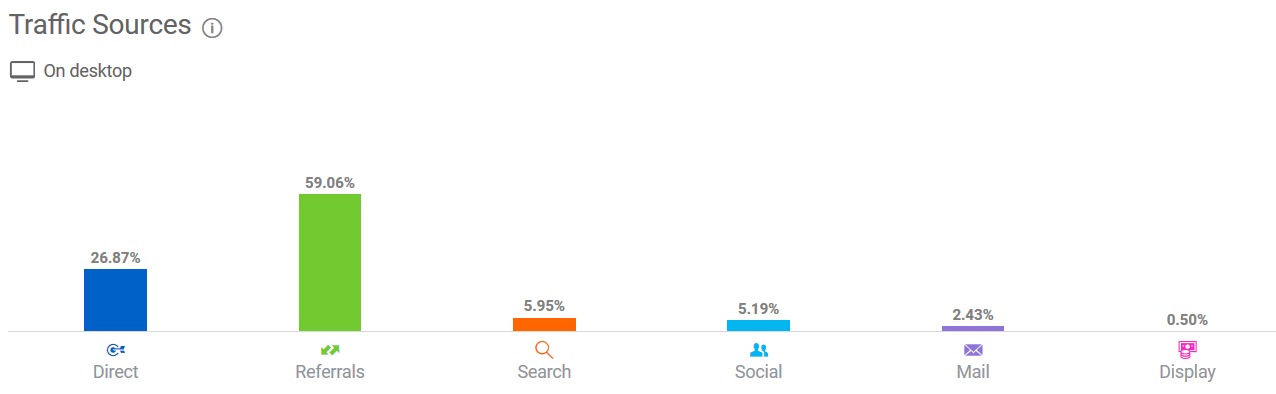 Traffic Sources
On desktop
26.87%
59.06%
5.95%
5.19%
2.43%
0.50%
Direct
Referrals
Search
Social
Mail
Display